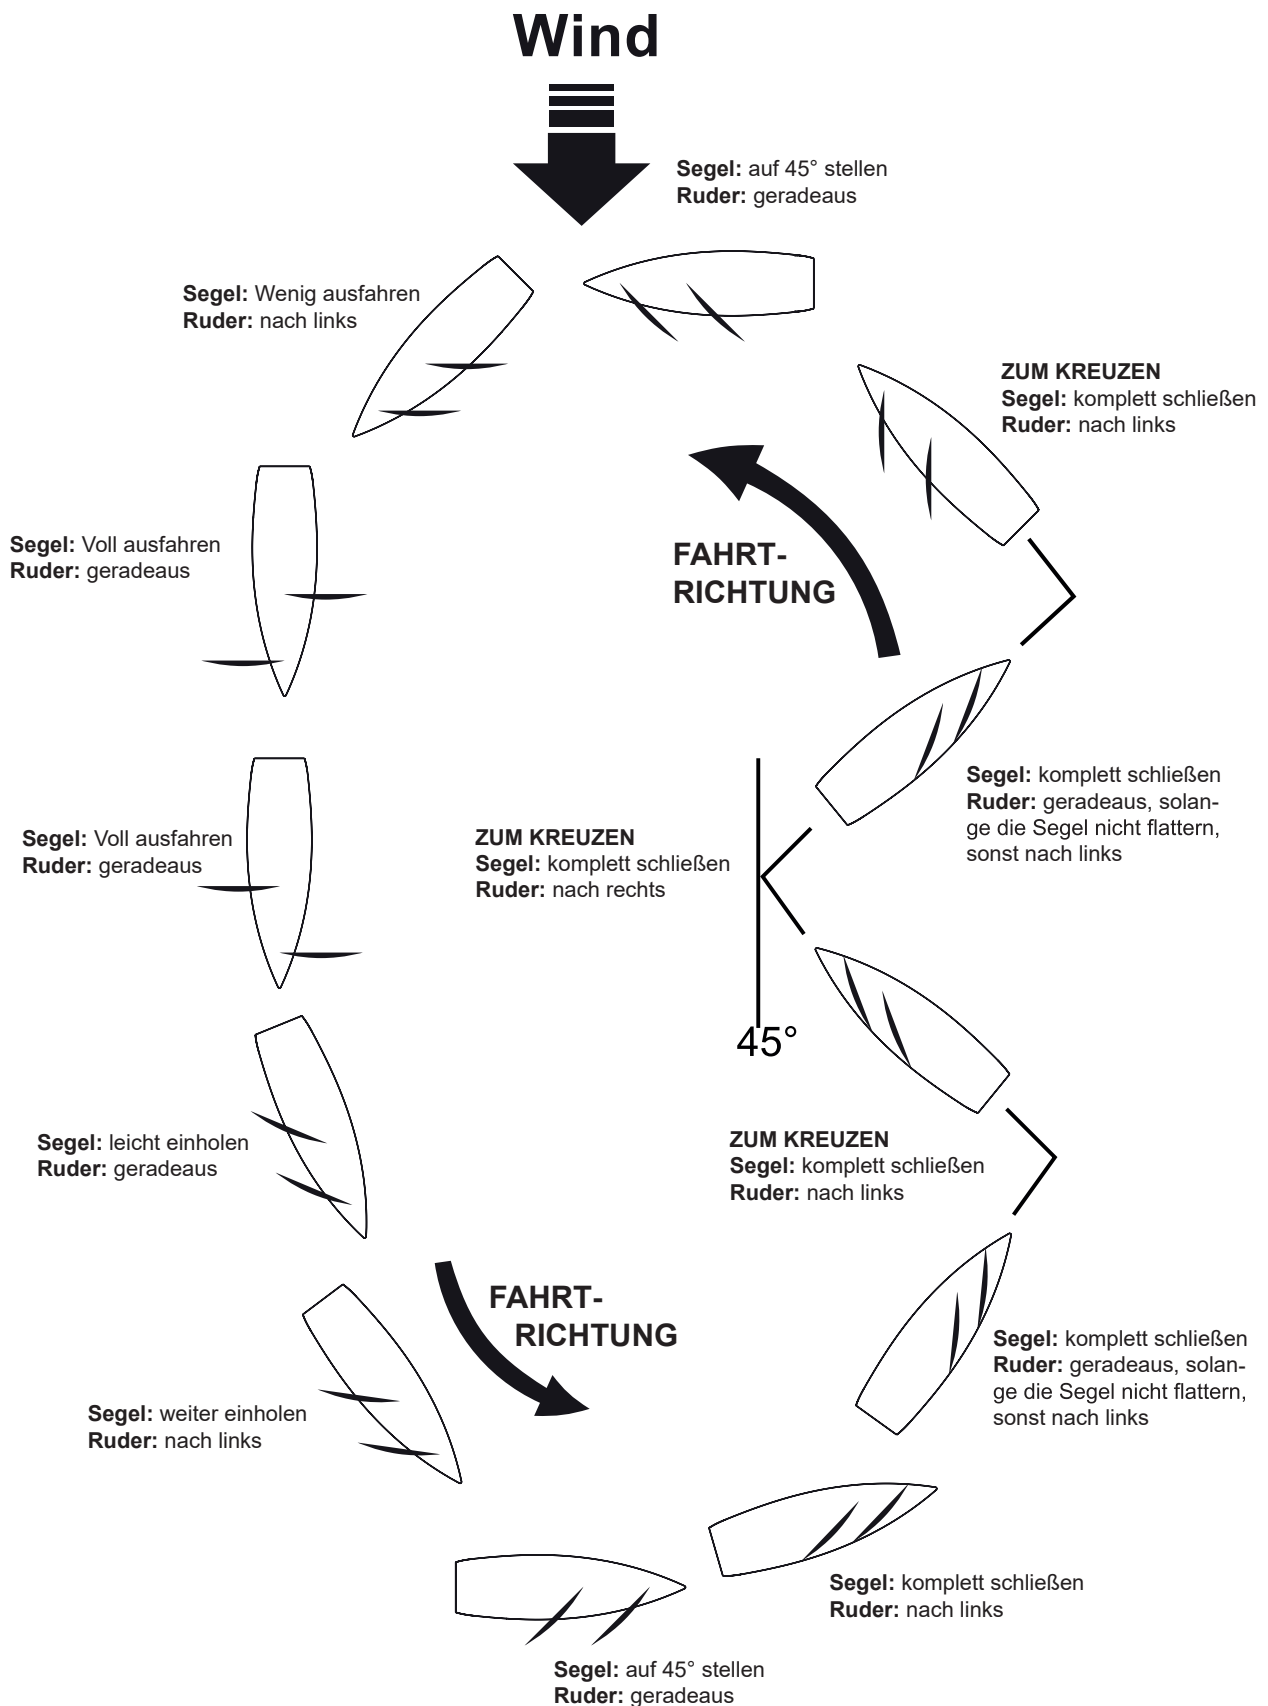 Wind
Segel: auf 45° stellen
Ruder: geradeaus
Segel: Wenig ausfahren
Ruder: nach links
ZUM KREUZEN
Segel: komplett schließen
Ruder: nach links
Segel: Voll ausfahren
Ruder: geradeaus
FAHRT-
RICHTUNG
Segel: komplett schließen
Ruder: geradeaus, solan-
ge die Segel nicht flattern,
sonst nach links
Segel: Voll ausfahren
Ruder: geradeaus
ZUM KREUZEN
Segel: komplett schließen
Ruder: nach rechts
45°
Segel: leicht einholen
Ruder: geradeaus
ZUM KREUZEN
Segel: komplett schließen
Ruder: nach links
FAHRT-
RICHTUNG
Segel: komplett schließen
Ruder: geradeaus, solan-
ge die Segel nicht flattern,
sonst nach links
Segel: weiter einholen
Ruder: nach links
Segel: komplett schließen
Ruder: nach links
Segel: auf 45° stellen
Ruder: geradeaus